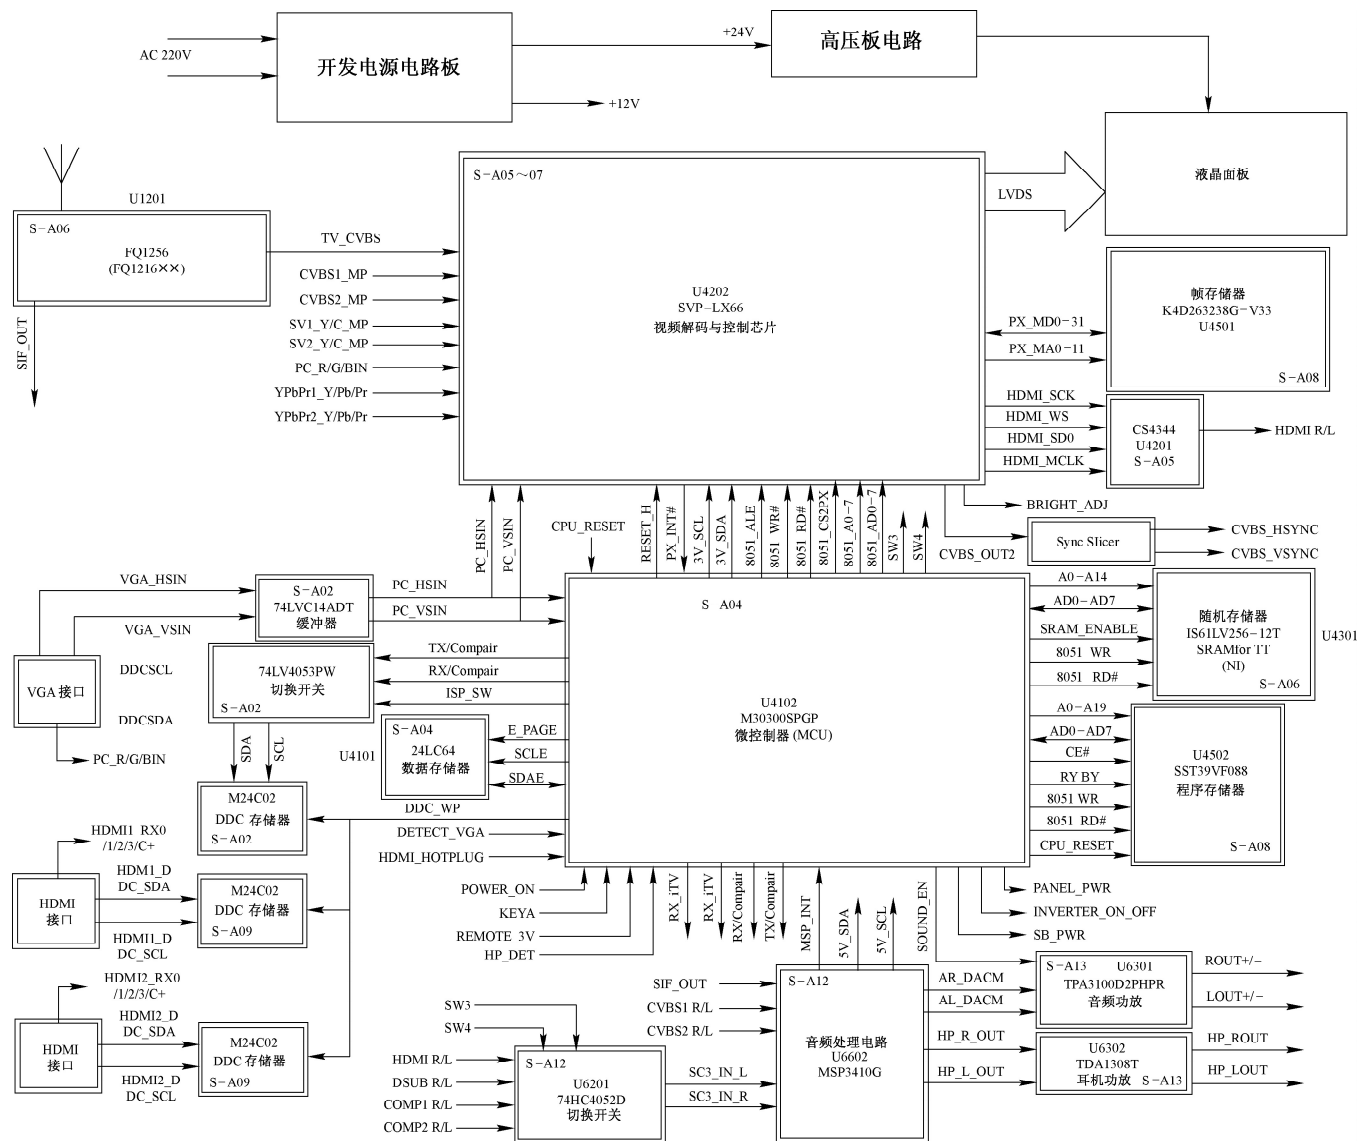 AC 220V
开发电源电路板
+24V
+12V
高压板电路
液晶面板
LVDS
U1201
S-A06
FQ1256
(FQ1216××)
SIF_OUT
TV_CVBS
CVBS1_MP
CVBS2_MP
SV1_Y/C_MP
SV2_Y/C_MP
PC_R/G/BIN
YPbPr1_Y/Pb/Pr
YPbPr2_Y/Pb/Pr
S-A05～07
U4202
SVP-LX66
视频解码与控制芯片
PX_MD0-31
PX_MA0-11
帧存储器
K4D263238G-V33
U4501
S-A08
HDMI_SCK
HDMI_WS
HDMI_SD0
HDMI_MCLK
CS4344
U4201
S-A05
HDMI R/L
BRIGHT_ADJ
CVBS_OUT2
Sync Slicer
CVBS_HSYNC
CVBS_VSYNC
PC_HSIN
PC_VSIN
CPU_RESET
RESET_H
PX_INT#
3V_SCL
3V_SDA
8051_ALE
8051_WR#
8051_RD#
8051_CS2PX
8051_A0-7
8051_AD0-7
SW3
SW4
VGA_HSIN
VGA_VSIN
S-A02
74LVC14ADT
缓冲器
PC_HSIN
PC_VSIN
VGA 接口
DDCSCL
DDCSDA
PC_R/G/BIN
74LV4053PW
切换开关
S-A02
TX/Compair
RX/Compair
ISP_SW
SDA
SCL
U4101
S-A04
24LC64
数据存储器
E_PAGE
SCLE
SDAE
DDC_WP
DETECT_VGA
HDMI_HOTPLUG
POWER_ON
KEYA
REMOTE 3V
HP_DET
S A04
U4102
M30300SPGP
微控制器 (MCU)
A0-A14
AD0-AD7
SRAM_ENABLE
8051 WR
8051 RD#
随机存储器
IS61LV256-12T
SRAMfor TT
(NI)
S-A06
U4301
A0-A19
AD0-AD7
CE#
RY BY
8051 WR
8051 RD#
CPU_RESET
U4502
SST39VF088
程序存储器
S-A08
M24C02
DDC 存储器
S-A02
HDMI1_RX0
/1/2/3/C+
HDMI
接口
HDM1_D
DC_SDA
HDMI1_D
DC_SCL
M24C02
DDC 存储器
S-A09
HDMI2_RX0
/1/2/3/C+
HDMI
接口
HDMI2_D
DC_SDA
HDMI2_D
DC_SCL
M24C02
DDC 存储器
S-A09
RX_iTV
RX_iTV
RX/Compair
TX/Compair
MSP_INT
5V_SDA
5V_SCL
SOUND_EN
PANEL_PWR
INVERTER_ON_OFF
SB_PWR
SIF_OUT
CVBS1 R/L
CVBS2 R/L
SW3
SW4
HDMI R/L
DSUB R/L
COMP1 R/L
COMP2 R/L
S-A12
U6201
74HC4052D
切换开关
SC3_IN_L
SC3_IN_R
S-A12
音频处理电路
U6602
MSP3410G
AR_DACM
AL_DACM
HP_R_OUT
HP_L_OUT
S-A13 U6301
TPA3100D2PHPR
音频功放
U6302
TDA1308T
耳机功放 S-A13
ROUT+/-
LOUT+/-
HP_ROUT
HP_LOUT